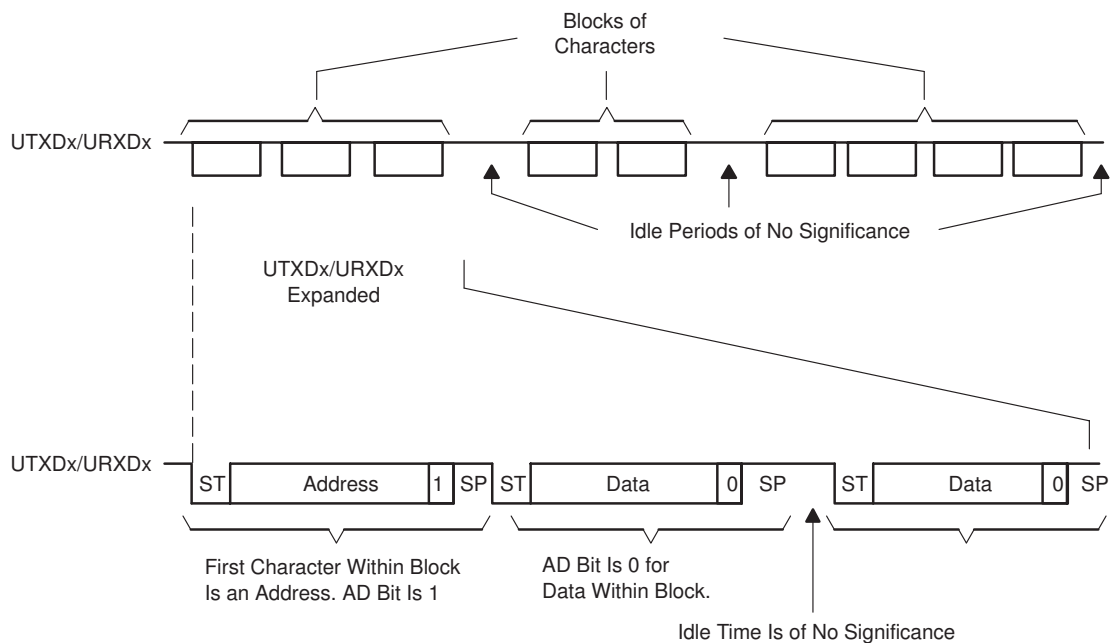 Blocks of
Characters
UTXDx/URXDx
Idle Periods of No Significance
UTXDx/URXDx
Expanded
UTXDx/URXDx
ST Address 1 SP ST Data 0 SP ST Data 0 SP
First Character Within Block
Is an Address. AD Bit Is 1
AD Bit Is 0 for
Data Within Block.
Idle Time Is of No Significance